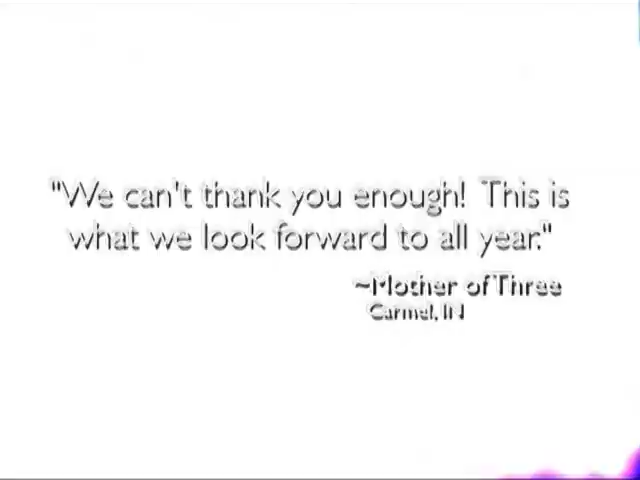 "We can't thank you enough! This is
what we look forward to all year."
~Mother of Three
Carmel, IN